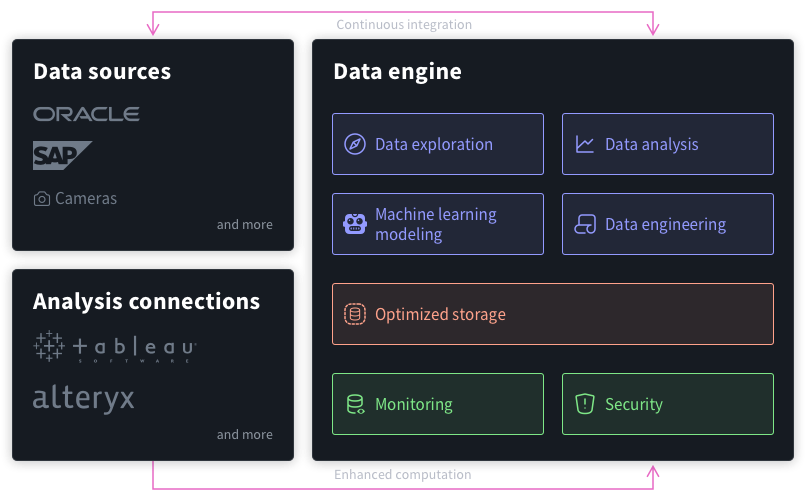 Continuous integration
Data sources
ORACLE
SAP
Cameras
and more
Analysis connections
tableau
SOFTWARE
alteryx
and more
Data engine
Data exploration
Data analysis
Machine learning
modeling
Data engineering
Optimized storage
Monitoring
Security
Enhanced computation